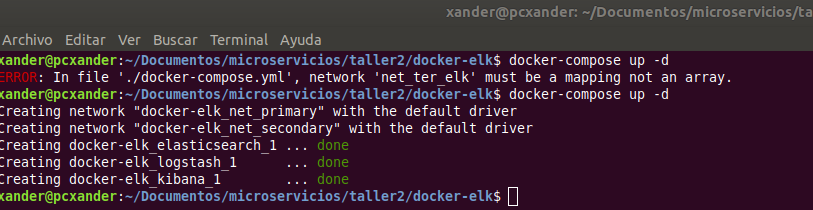 xander@pcxander: ~/Documentos/microservicios/ta
Archivo Editar Ver Buscar Terminal Ayuda
xander@pcxander:~/Documentos/microservicios/taller2/docker-elk$ docker-compose up -d
ERROR: In file './docker-compose.yml', network 'net_ter_elk' must be a mapping not an array.
xander@pcxander:~/Documentos/microservicios/taller2/docker-elk$ docker-compose up -d
Creating network "docker-elk_net_primary" with the default driver
Creating network "docker-elk_net_secondary" with the default driver
Creating docker-elk_elasticsearch_1 ... done
Creating docker-elk_logstash_1      ... done
Creating docker-elk_kibana_1        ... done
xander@pcxander:~/Documentos/microservicios/taller2/docker-elk$